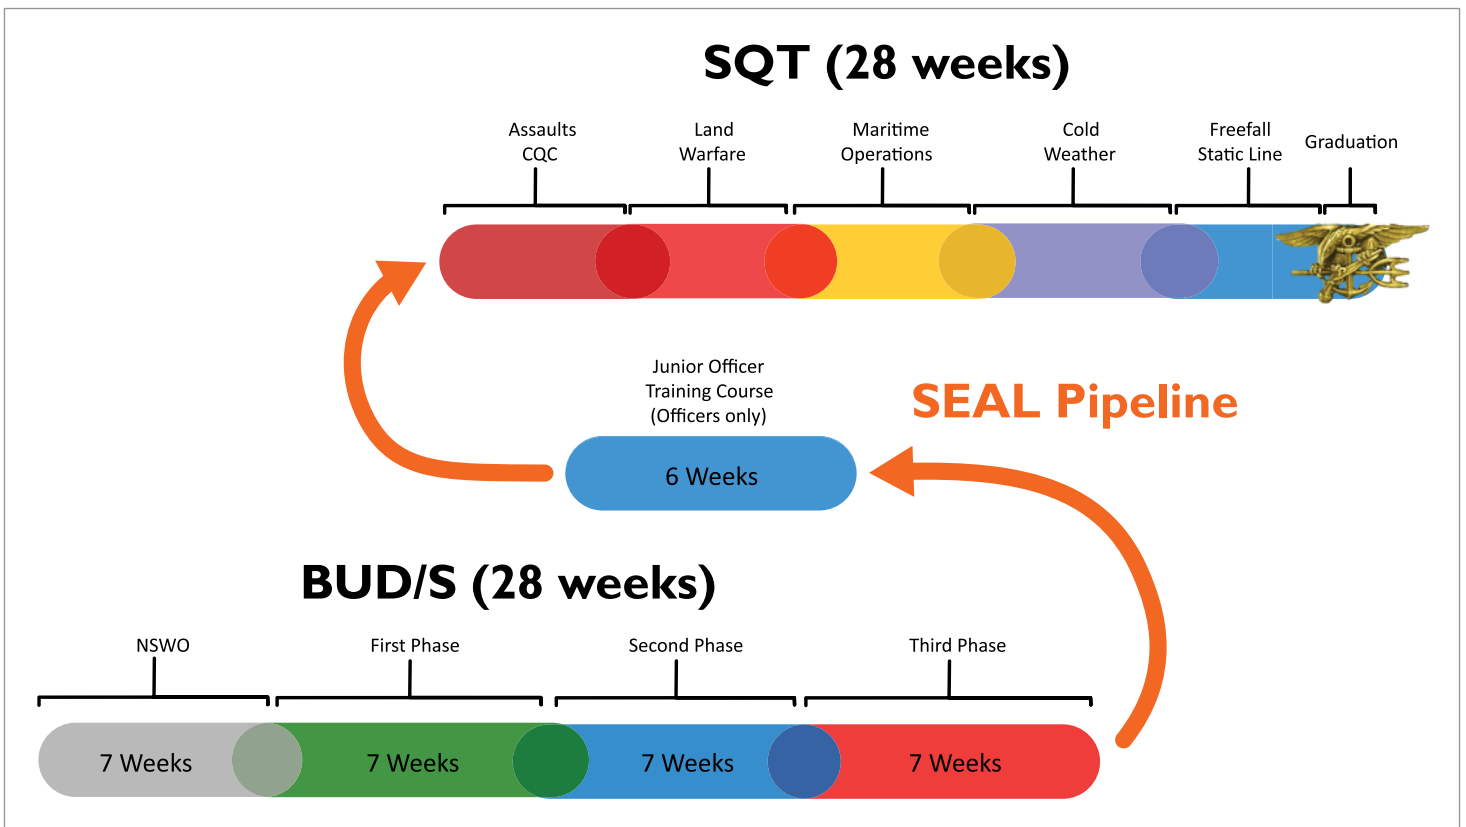 SQT (28 weeks)
Assaults
CQC
Land
Warfare
Maritime
Operations
Cold
Weather
Freefall
Static Line
Graduation
Junior Officer
Training Course
(Officers only)
6 Weeks
SEAL Pipeline
BUD/S (28 weeks)
NSWO
First Phase
Second Phase
Third Phase
7 Weeks
7 Weeks
7 Weeks
7 Weeks